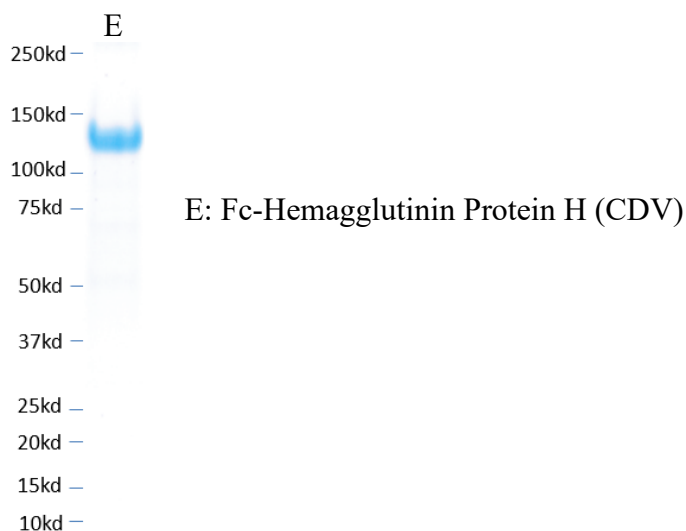 E
250kd
150kd
100kd
75kd
E: Fc-Hemagglutinin Protein H (CDV)
50kd
37kd
25kd
20kd
15kd
10kd